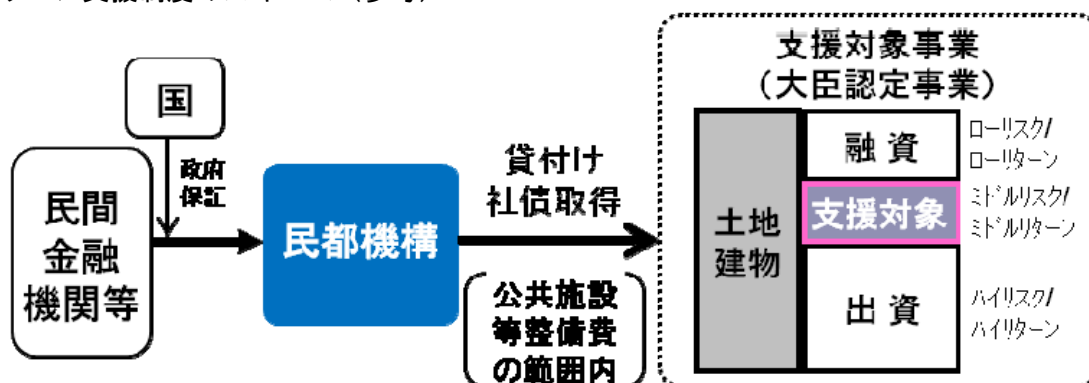 支援対象事業
（大臣認定事業）
国
政府
保証
民間
金融
機関等
民都機構
貸付け
社債取得
公共施設
等整備費
の範囲内
土地
建物
融資
ローリスク/
ローリターン
支援対象
ミドルリスク/
ミドルリターン
出資
ハイリスク/
ハイリターン